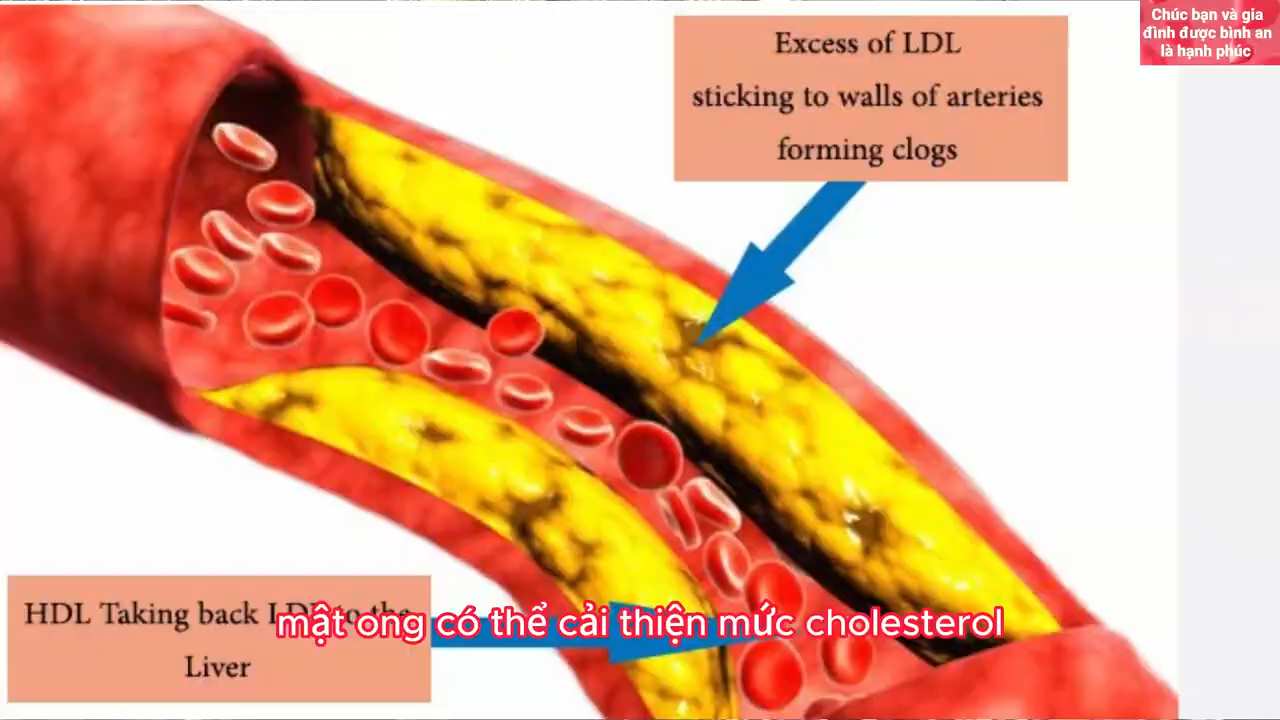 Chúc bạn và gia
đình được bình an
là hạnh phúc
Excess of LDL
sticking to walls of arteries
forming clogs
HDL Taking back
Liver
mật ong có thể cải thiện mức cholesterol